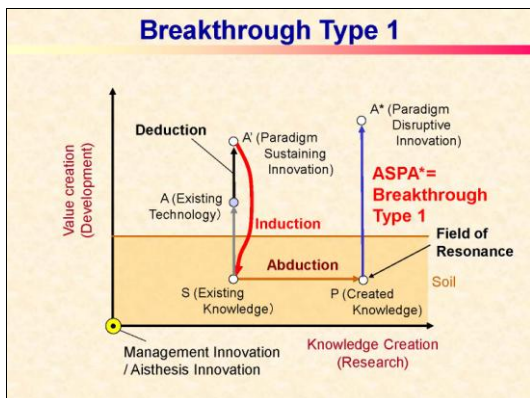 Breakthrough Type 1
Value creation
(Development)
Deduction
A' (Paradigm
Sustaining
Innovation)
A* (Paradigm
Disruptive
Innovation)
A (Existing
Technology)
Induction
ASPA*=
Breakthrough
Type 1
Abduction
Field of
Resonance
Soil
S (Existing
Knowledge)
P (Created
Knowledge)
Knowledge Creation
(Research)
Management Innovation
/ Aisthesis Innovation